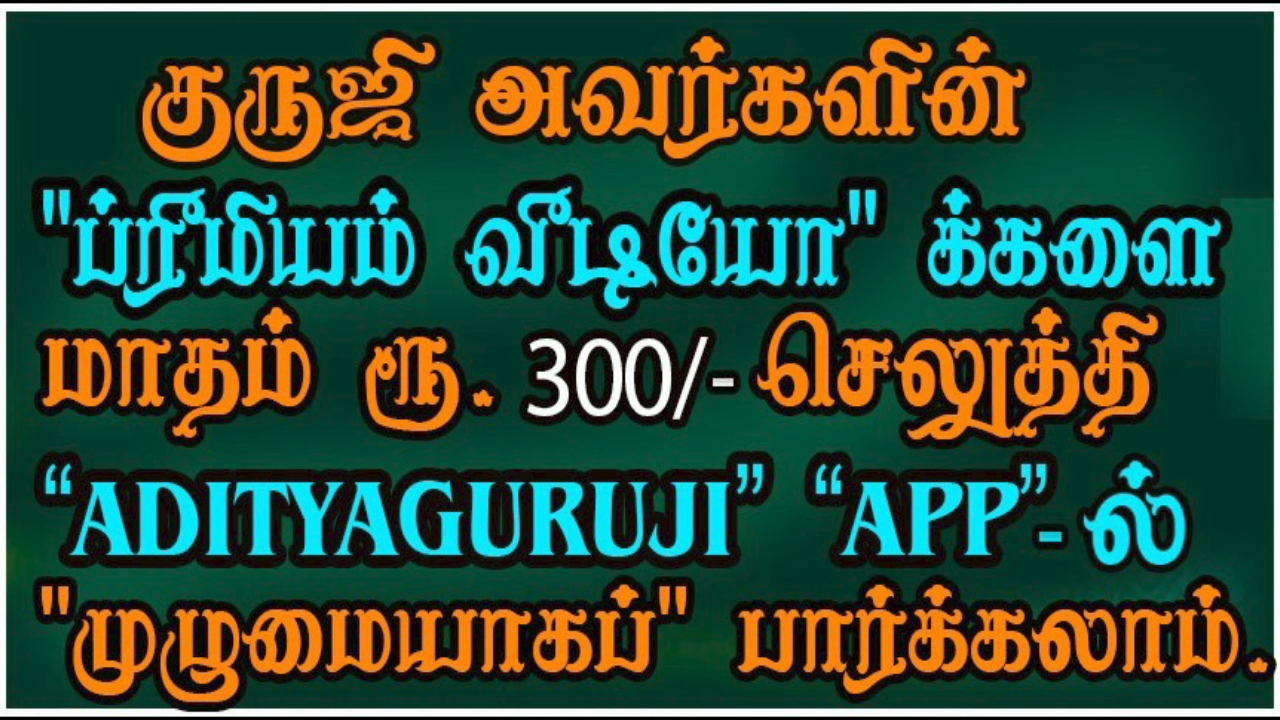 குருஜி அவர்களின்
"ப்ரீமியம் வீடியோ" க்களை
மாதம் ரூ. 300/- செலுத்தி
“ADITYAGURUJI” “APP”-ல்
"முழுமையாகப்" பார்க்கலாம்.